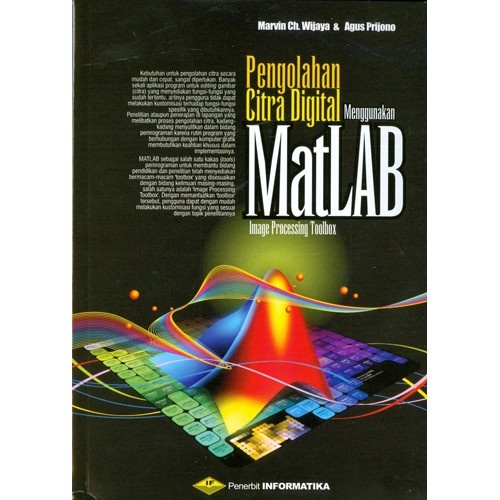 Marvin Ch. Wijaya & Agus Prijono
Pengolahan
Citra Digital
Menggunakan
MatLAB
Image Processing Toolbox
Kebutuhan untuk pengolahan citra secara
mudah dan cepat, sangat diperlukan. Banyak
sekali aplikasi program untuk editing gambar
(citra) yang menyediakan fungsi-fungsi yang
sudah tertentu, artinya pengguna tidak dapat
melakukan kustomisasi terhadap fungsi-fungsi
spesifik yang dibutuhkannya.
Penelitian ataupun penerapan di lapangan yang
melibatkan proses pengolahan citra, kadang-
kadang menyulitkan dalam bidang
pemrograman karena rutin program yang
berhubungan dengan komputer grafik
membutuhkan keahlian khusus dalam
implementasinya.
MATLAB sebagai salah satu kakas (tools)
pemrograman untuk membantu bidang
pendidikan dan penelitian telah menyediakan
bermacam-macam 'toolbox' yang disesuaikan
dengan bidang keilmuan masing-masing,
salah satunya adalah 'Image Processing
Toolbox'. Dengan memanfaatkan 'toolbox'
tersebut, pengguna dapat dengan mudah
melakukan kustomisasi fungsi yang sesuai
dengan topik penelitiannya
IF
Penerbit INFORMATIKA